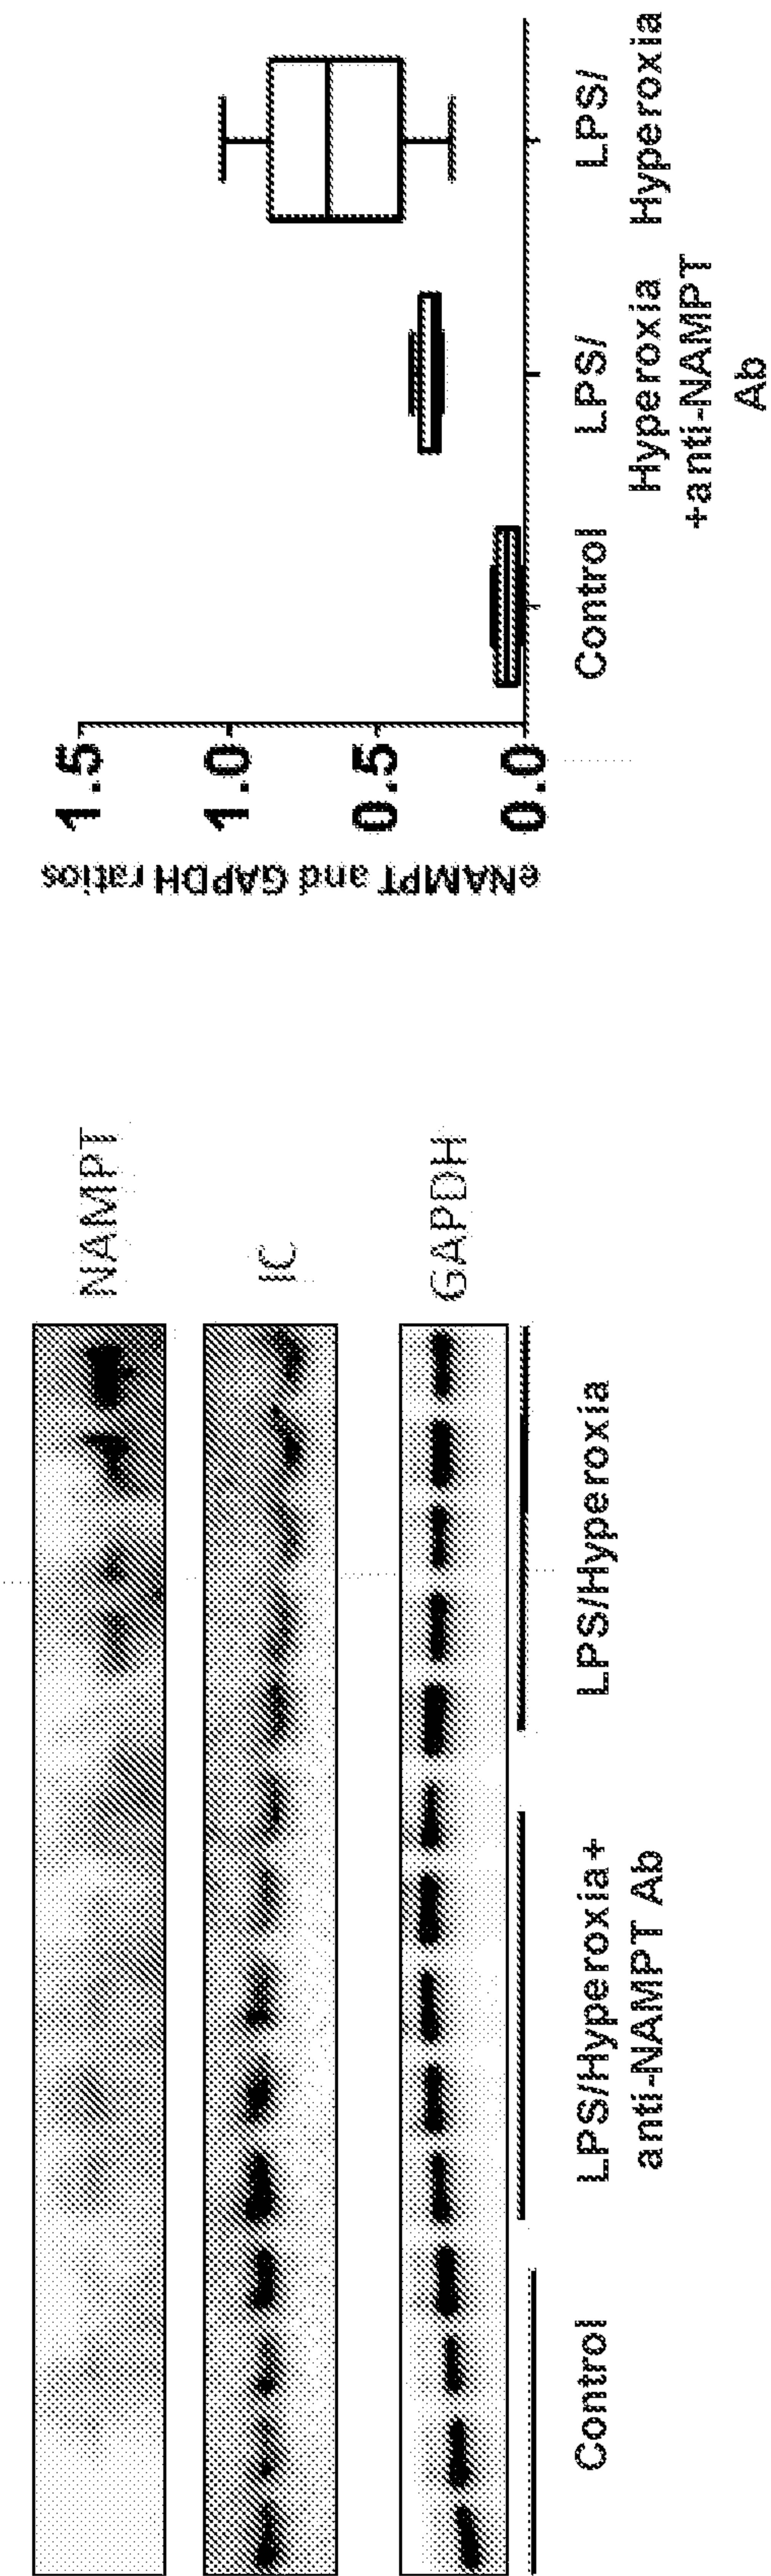 NAMPT
IC
GAPDH
Control
LPS/Hyperoxia+
anti-NAMPT Ab
LPS/Hyperoxia
eNAMPT and GAPDH ratios
1.5
1.0
0.5
0.0
Control
LPS/
Hyperoxia
+anti-NAMPT
Ab
LPS/
Hyperoxia